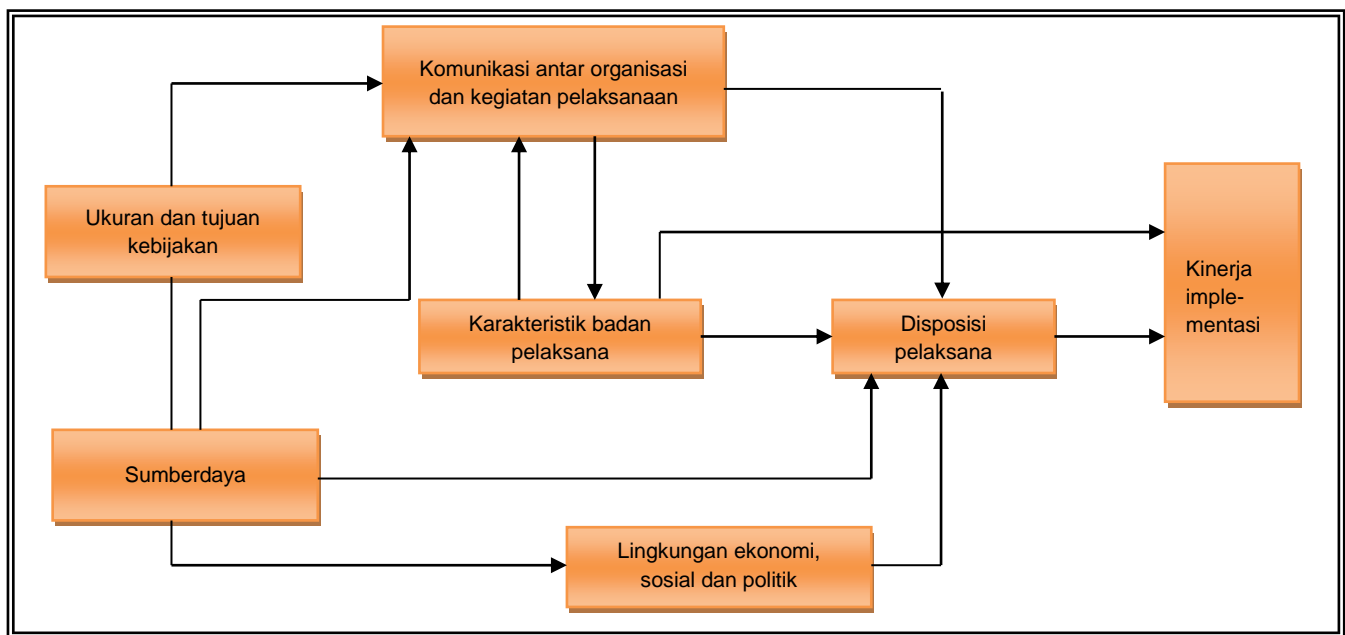 Komunikasi antar organisasi
dan kegiatan pelaksanaan
Ukuran dan tujuan
kebijakan
Kinerja
imple-
mentasi
Karakteristik badan
pelaksana
Disposisi
pelaksana
Sumberdaya
Lingkungan ekonomi,
sosial dan politik